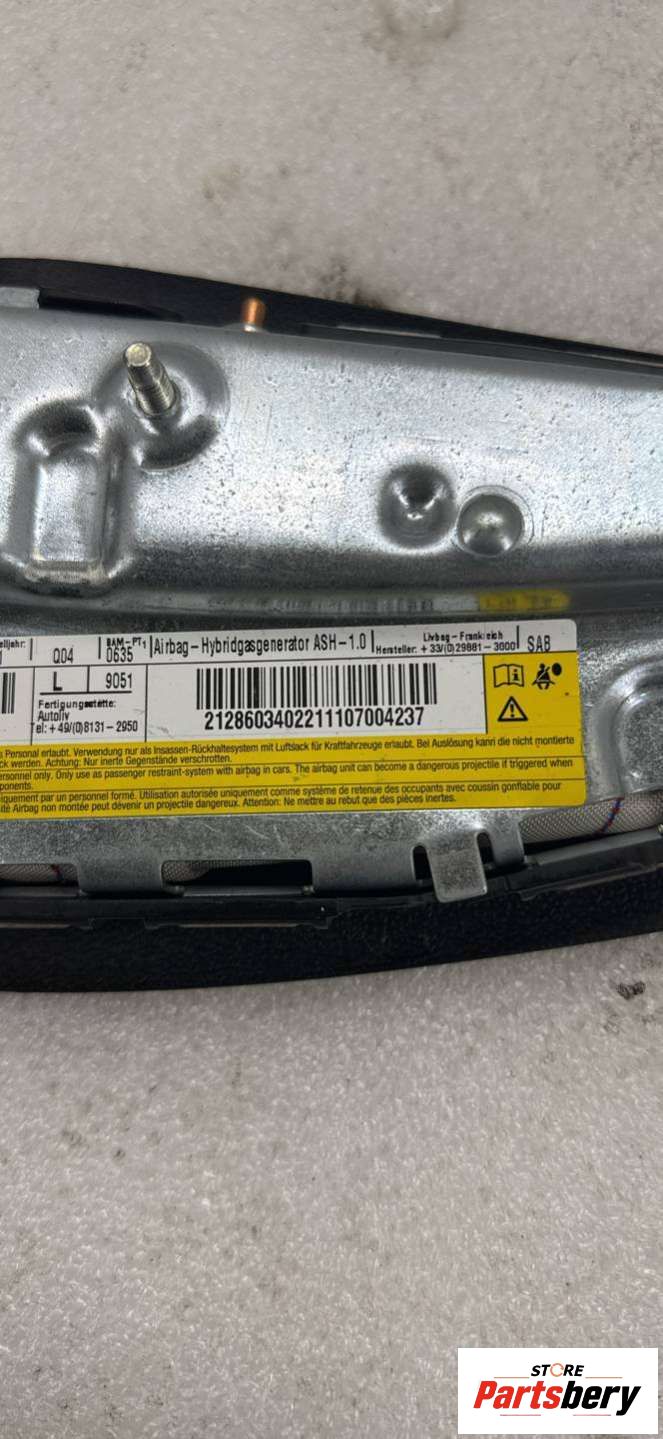 Q04 BAM-PT1 0635 Airbag-Hybridgasgenerator ASH-1.0 Hersteller: Livbag-Frankreich +33/(0)29881-3000 SAB
L 9051
Fertigungsstätte:
Autoliv
Tel: +49/(0)8131-2950
2128603402211107004237
Personal erlaubt. Verwendung nur als Insassen-Rückhaltesystem mit Luftsack für Kraftfahrzeuge erlaubt. Bei Auslösung kann die nicht montierte
werden. Achtung: Nur inerte Gegenstände verschrotten.
personnel only. Only use as passenger restraint-system with airbag in cars. The airbag unit can become a dangerous projectile if triggered when
par un personnel formé. Utilisation autorisée uniquement comme système de retenue des occupants avec coussin gonflable pour
Airbag non montée peut devenir un projectile dangereux. Attention: Ne mettre au rebut que des pièces inertes.
STORE
Partsbery